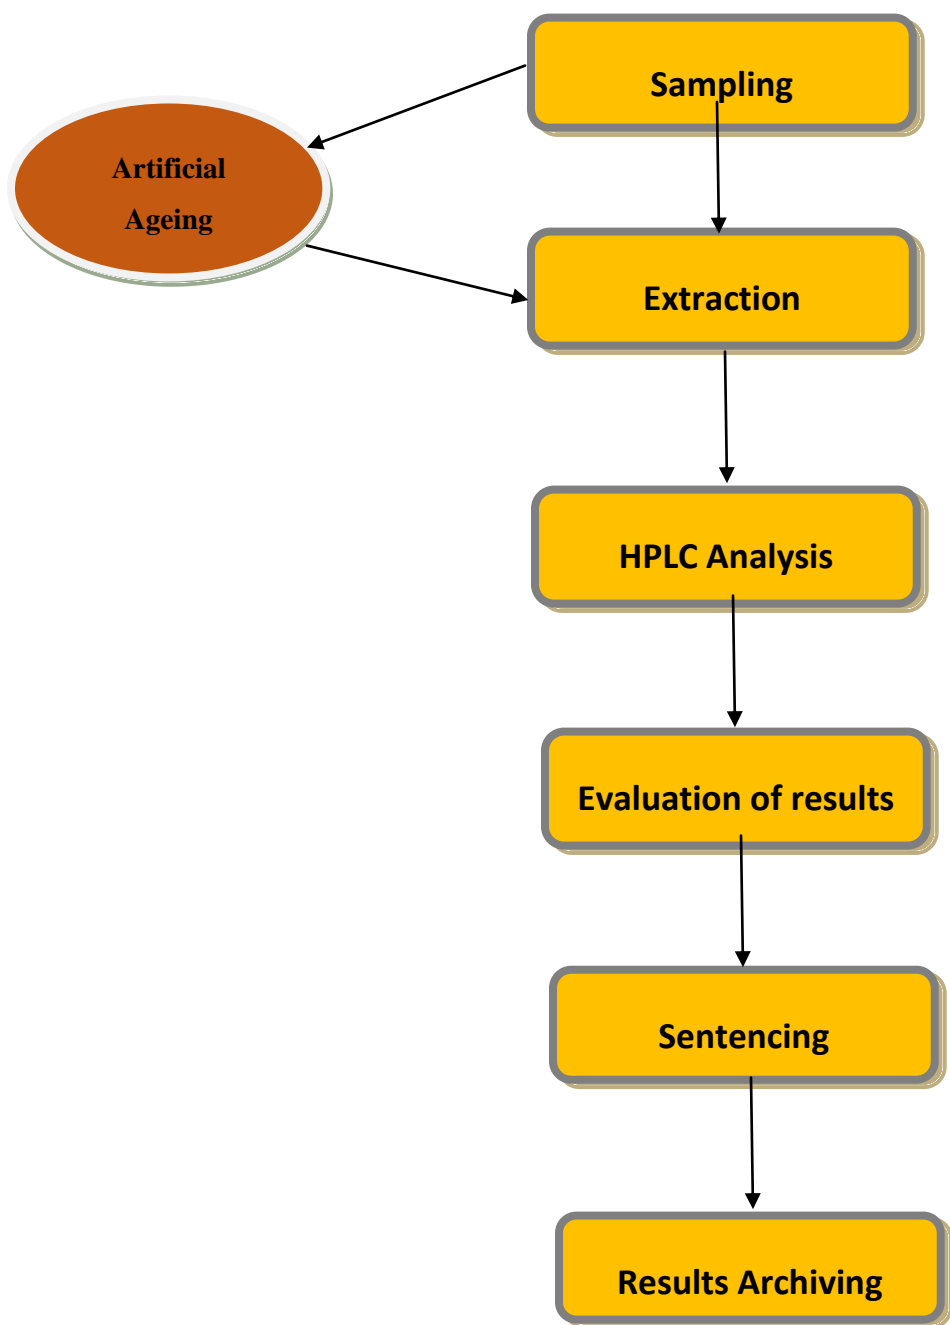 Sampling
Artificial
Ageing
Extraction
HPLC Analysis
Evaluation of results
Sentencing
Results Archiving